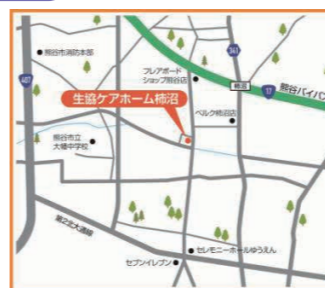 熊谷市消防本部
フレアボード
ショップ熊谷店
341
柿沼
17
熊谷バイパス
407
生協ケアホーム柿沼
ベルク柿沼店
熊谷市立
大幡中学校
第2北大通線
セレモニーホールゆうえん
セブンイレブン